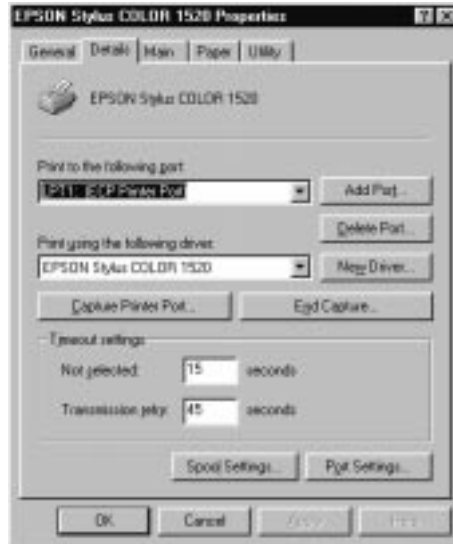 EPSON Stylus COLOR 1520 Properties
General Details Main Paper Utility
EPSON Stylus COLOR 1520
Print to the following port:
LPT1: (ECP Printer Port) Add Port...
Delete Port...
Print using the following driver:
EPSON Stylus COLOR 1520 New Driver...
Capture Printer Port... End Capture...
Timeout settings
Not selected: 15 seconds
Transmission retry: 45 seconds
Spool Settings... Port Settings...
OK Cancel Apply